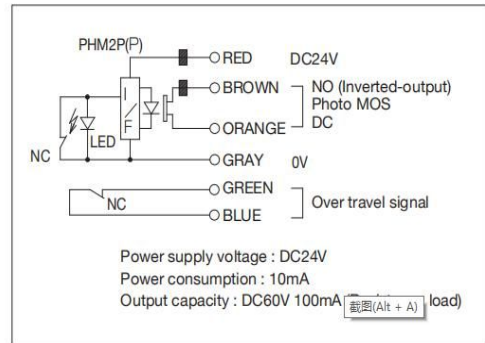 PHM2P(P)
RED DC24V
BROWN NO (Inverted-output)
Photo MOS
ORANGE DC
I/F
LED
NC
GRAY 0V
GREEN
NC Over travel signal
BLUE
Power supply voltage : DC24V
Power consumption : 10mA
Output capacity : DC60V 100mA load)
截图(Alt + A)